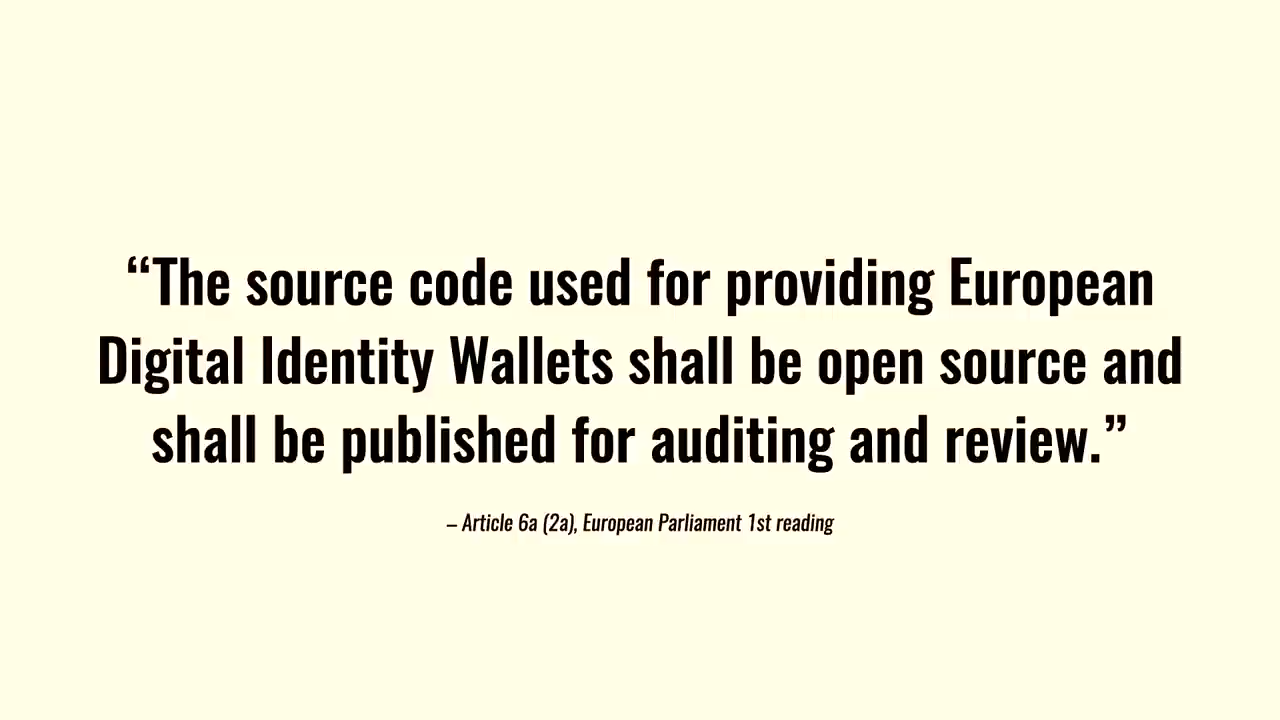 “The source code used for providing European
Digital Identity Wallets shall be open source and
shall be published for auditing and review.”
– Article 6a (2a), European Parliament 1st reading